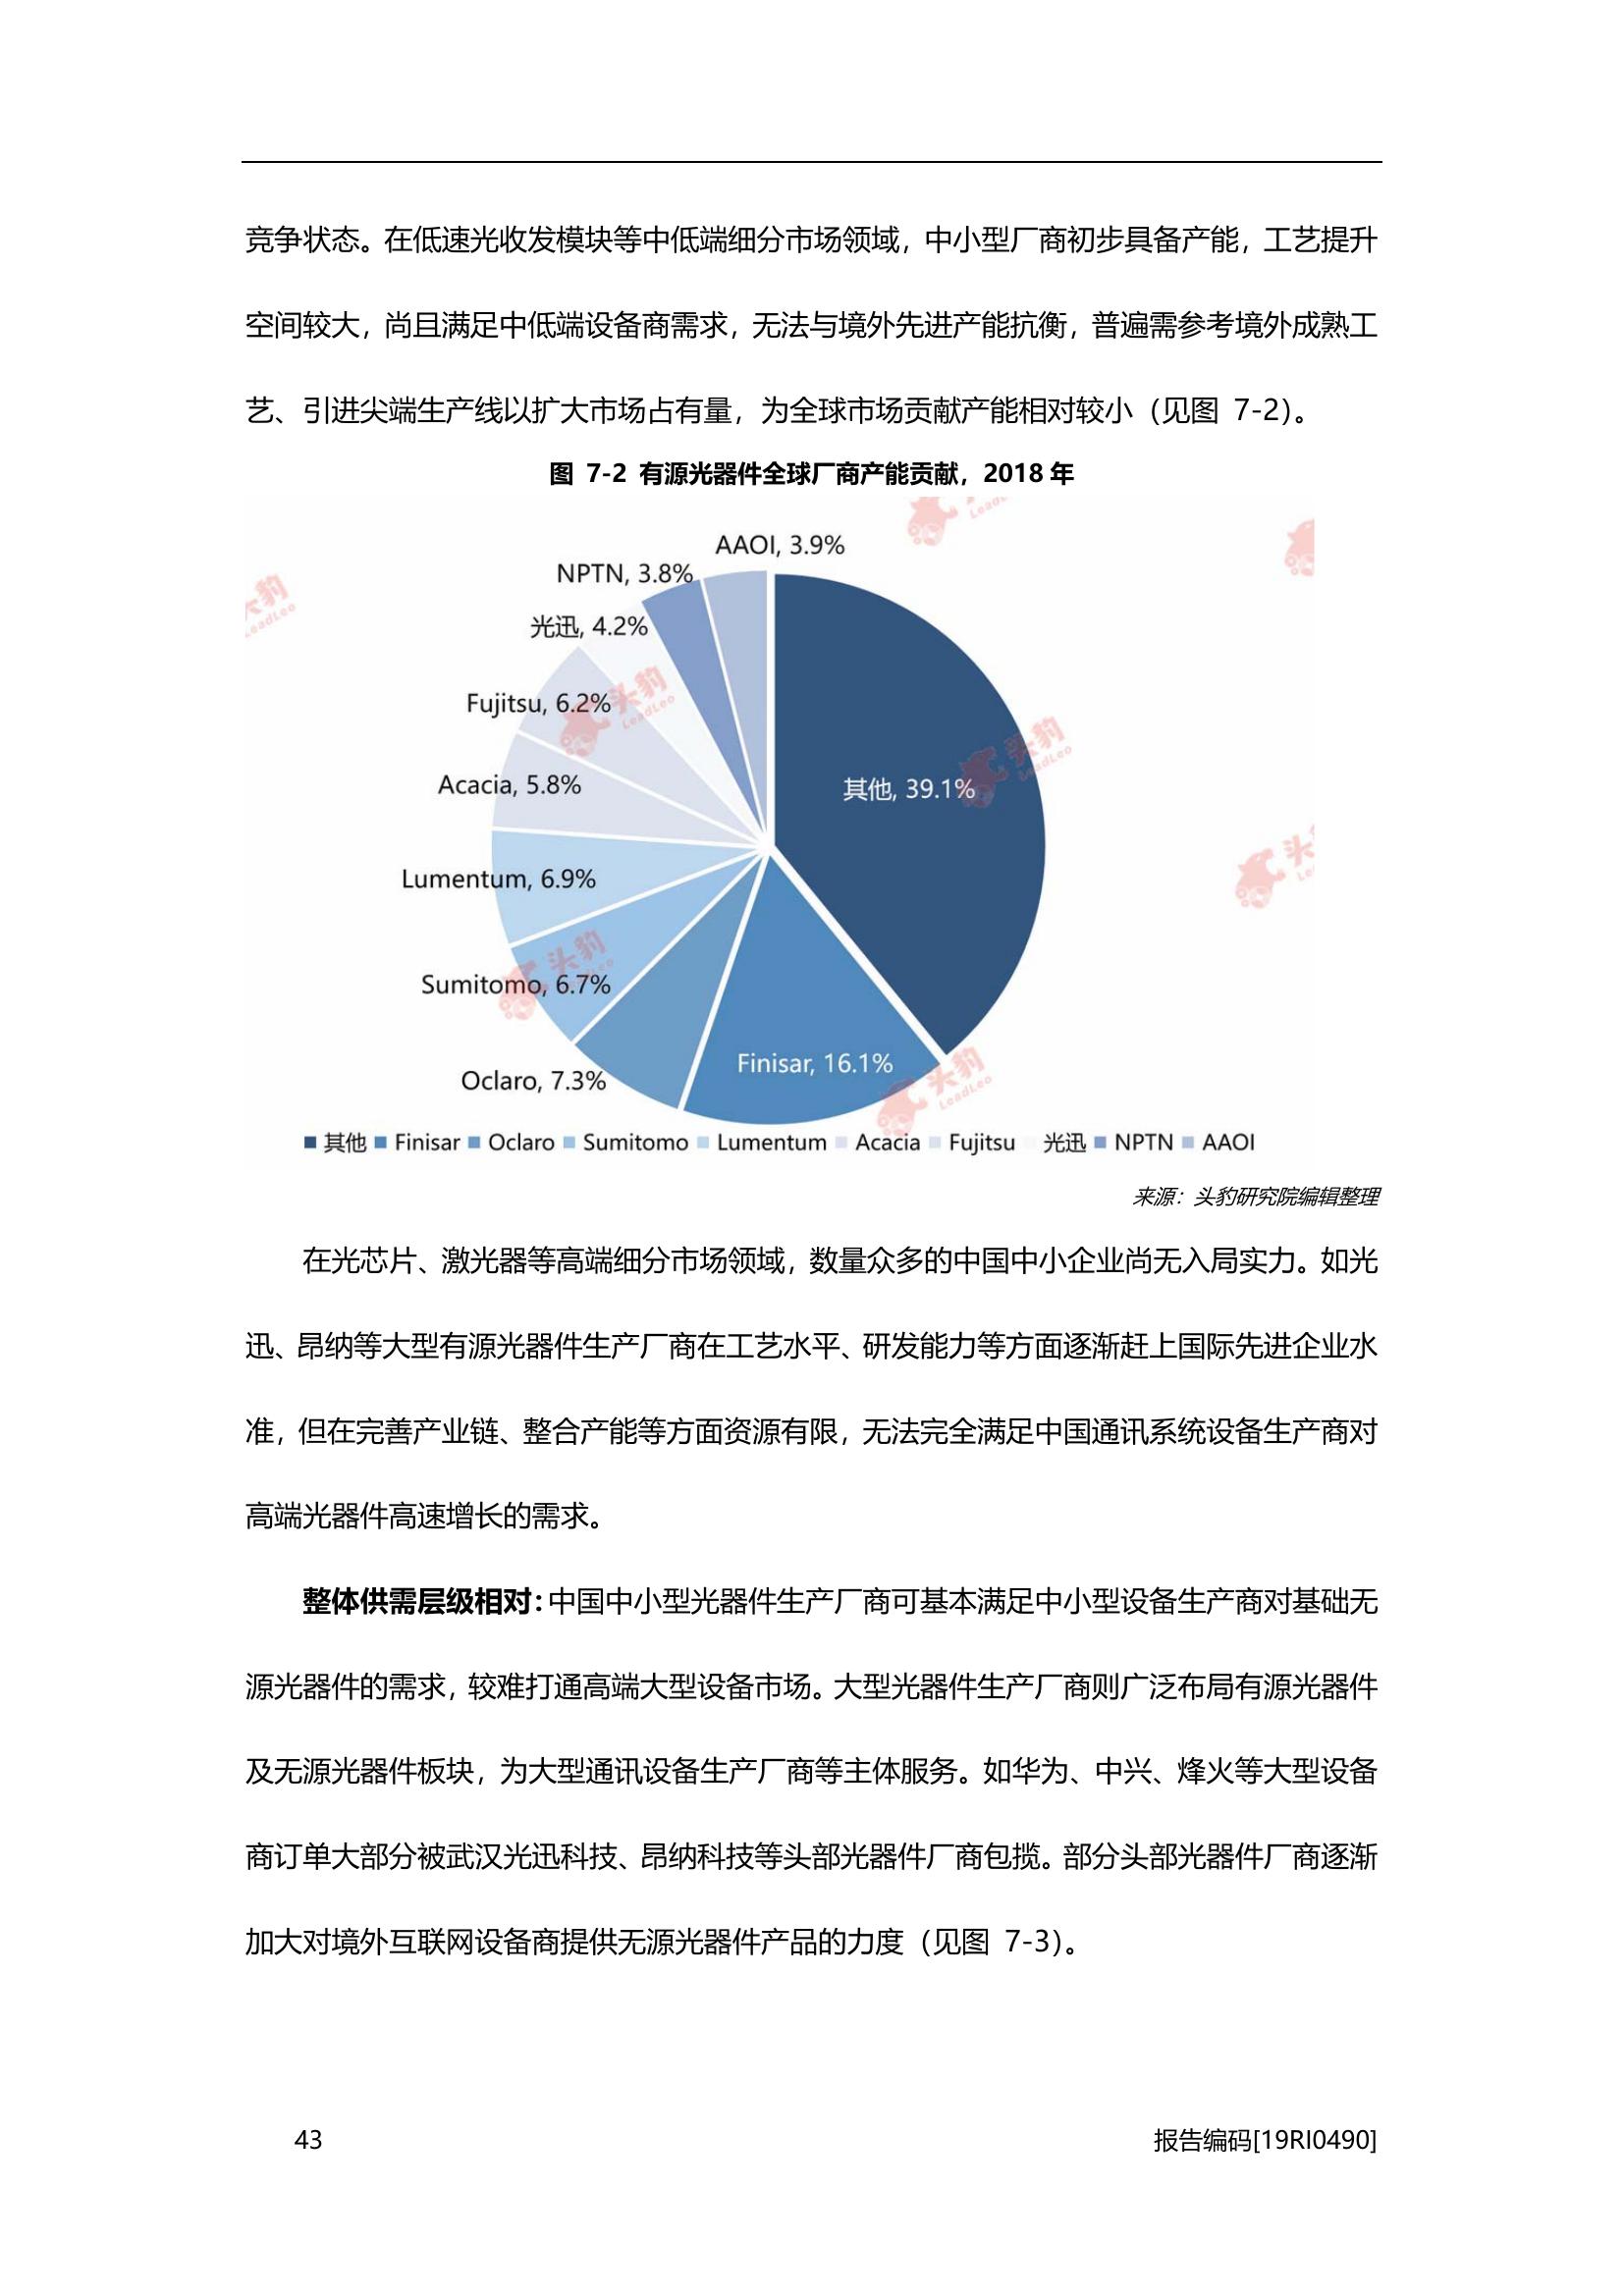 竞争状态。在低速光收发模块等中低端细分市场领域，中小型厂商初步具备产能，工艺提升
空间较大，尚且满足中低端设备商需求，无法与境外先进产能抗衡，普遍需参考境外成熟工
艺、引进尖端生产线以扩大市场占有量，为全球市场贡献产能相对较小（见图 7-2）。
图 7-2 有源光器件全球厂商产能贡献，2018 年
AAOI, 3.9%
NPTN, 3.8%
光迅, 4.2%
Fujitsu, 6.2%
Acacia, 5.8%
其他, 39.1%
Lumentum, 6.9%
Sumitomo, 6.7%
Finisar, 16.1%
Oclaro, 7.3%
其他 Finisar Oclaro Sumitomo Lumentum Acacia Fujitsu 光迅 NPTN AAOI
头豹
LeadLeo
头豹
LeadLeo
头豹
LeadLeo
头豹
LeadLeo
来源：头豹研究院编辑整理
在光芯片、激光器等高端细分市场领域，数量众多的中国中小企业尚无入局实力。如光
迅、昂纳等大型有源光器件生产厂商在工艺水平、研发能力等方面逐渐赶上国际先进企业水
准，但在完善产业链、整合产能等方面资源有限，无法完全满足中国通讯系统设备生产商对
高端光器件高速增长的需求。
整体供需层级相对：中国中小型光器件生产厂商可基本满足中小型设备生产商对基础无
源光器件的需求，较难打通高端大型设备市场。大型光器件生产厂商则广泛布局有源光器件
及无源光器件板块，为大型通讯设备生产厂商等主体服务。如华为、中兴、烽火等大型设备
商订单大部分被武汉光迅科技、昂纳科技等头部光器件厂商包揽。部分头部光器件厂商逐渐
加大对境外互联网设备商提供无源光器件产品的力度（见图 7-3）。
43
报告编码[19RI0490]